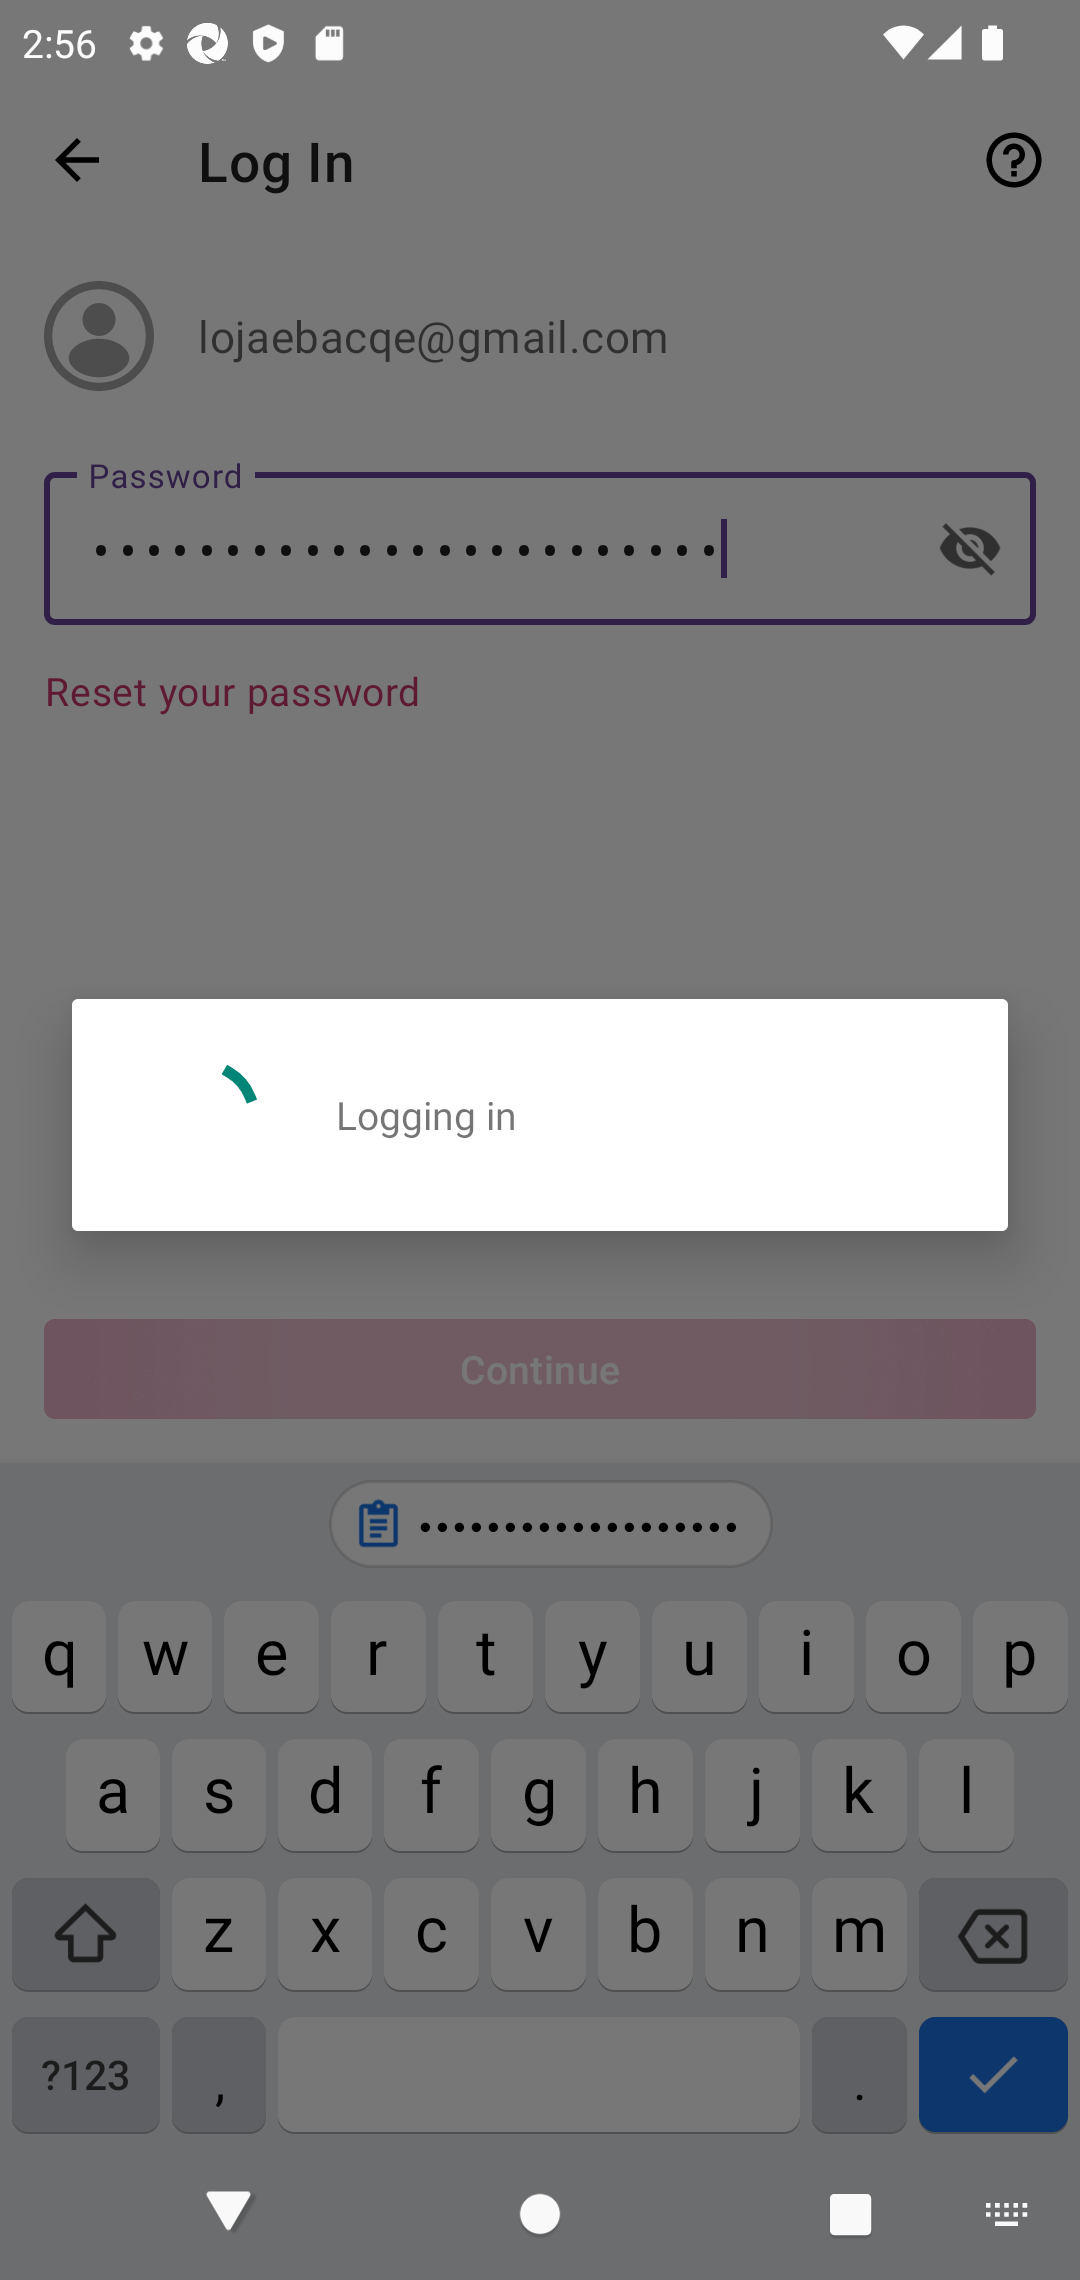 2:56
Log In
lojaebacqe@gmail.com
Password
••••••••••••••••••••••••
Reset your password
Logging in
Continue
•••••••••••••••••••
q w e r t y u i o p
a s d f g h j k l
z x c v b n m
?123 , .